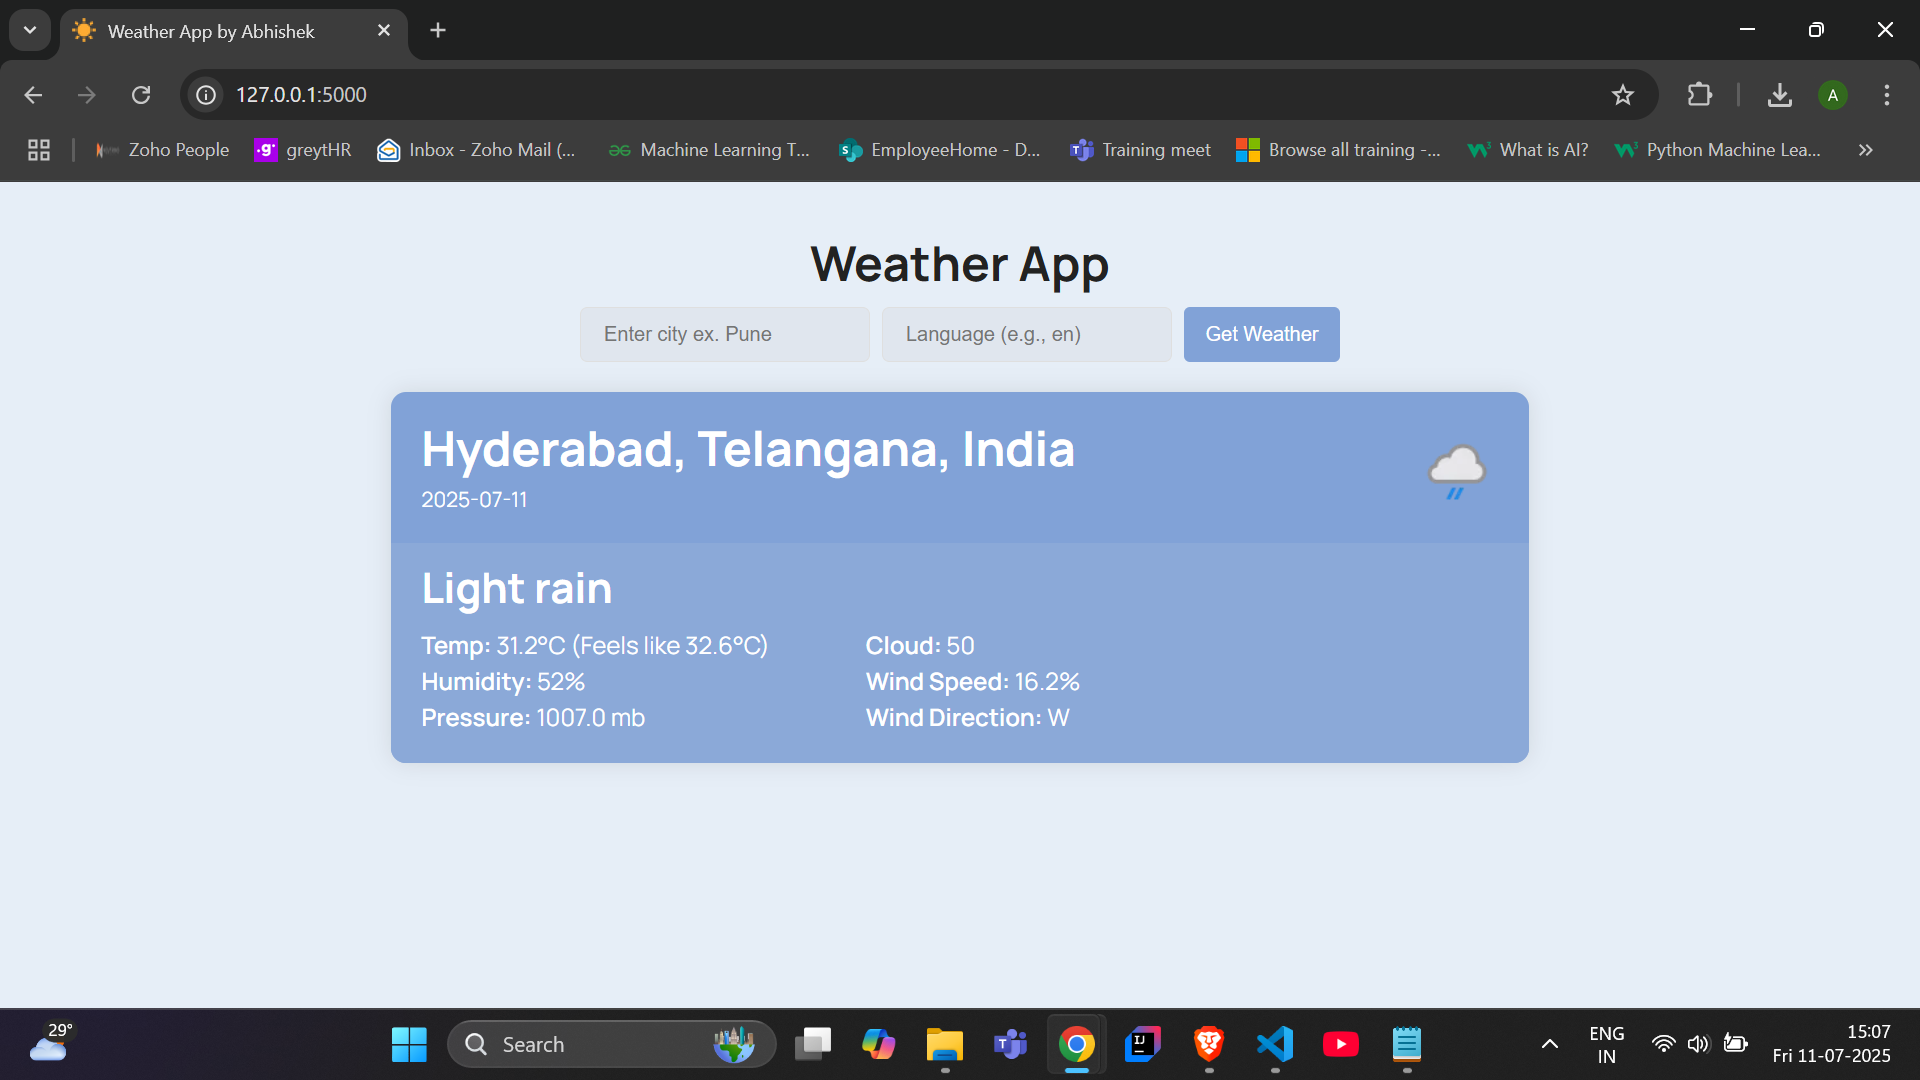 Weather App by Abhishek
127.0.0.1:5000
A
Zoho People
greytHR
Inbox - Zoho Mail (...
Machine Learning T...
EmployeeHome - D...
Training meet
Browse all training -...
What is AI?
Python Machine Lea...
Weather App
Enter city ex. Pune
Language (e.g., en)
Get Weather
Hyderabad, Telangana, India
2025-07-11
Light rain
Temp: 31.2°C (Feels like 32.6°C)
Humidity: 52%
Pressure: 1007.0 mb
Cloud: 50
Wind Speed: 16.2%
Wind Direction: W
29°
Search
ENG
IN
15:07
Fri 11-07-2025